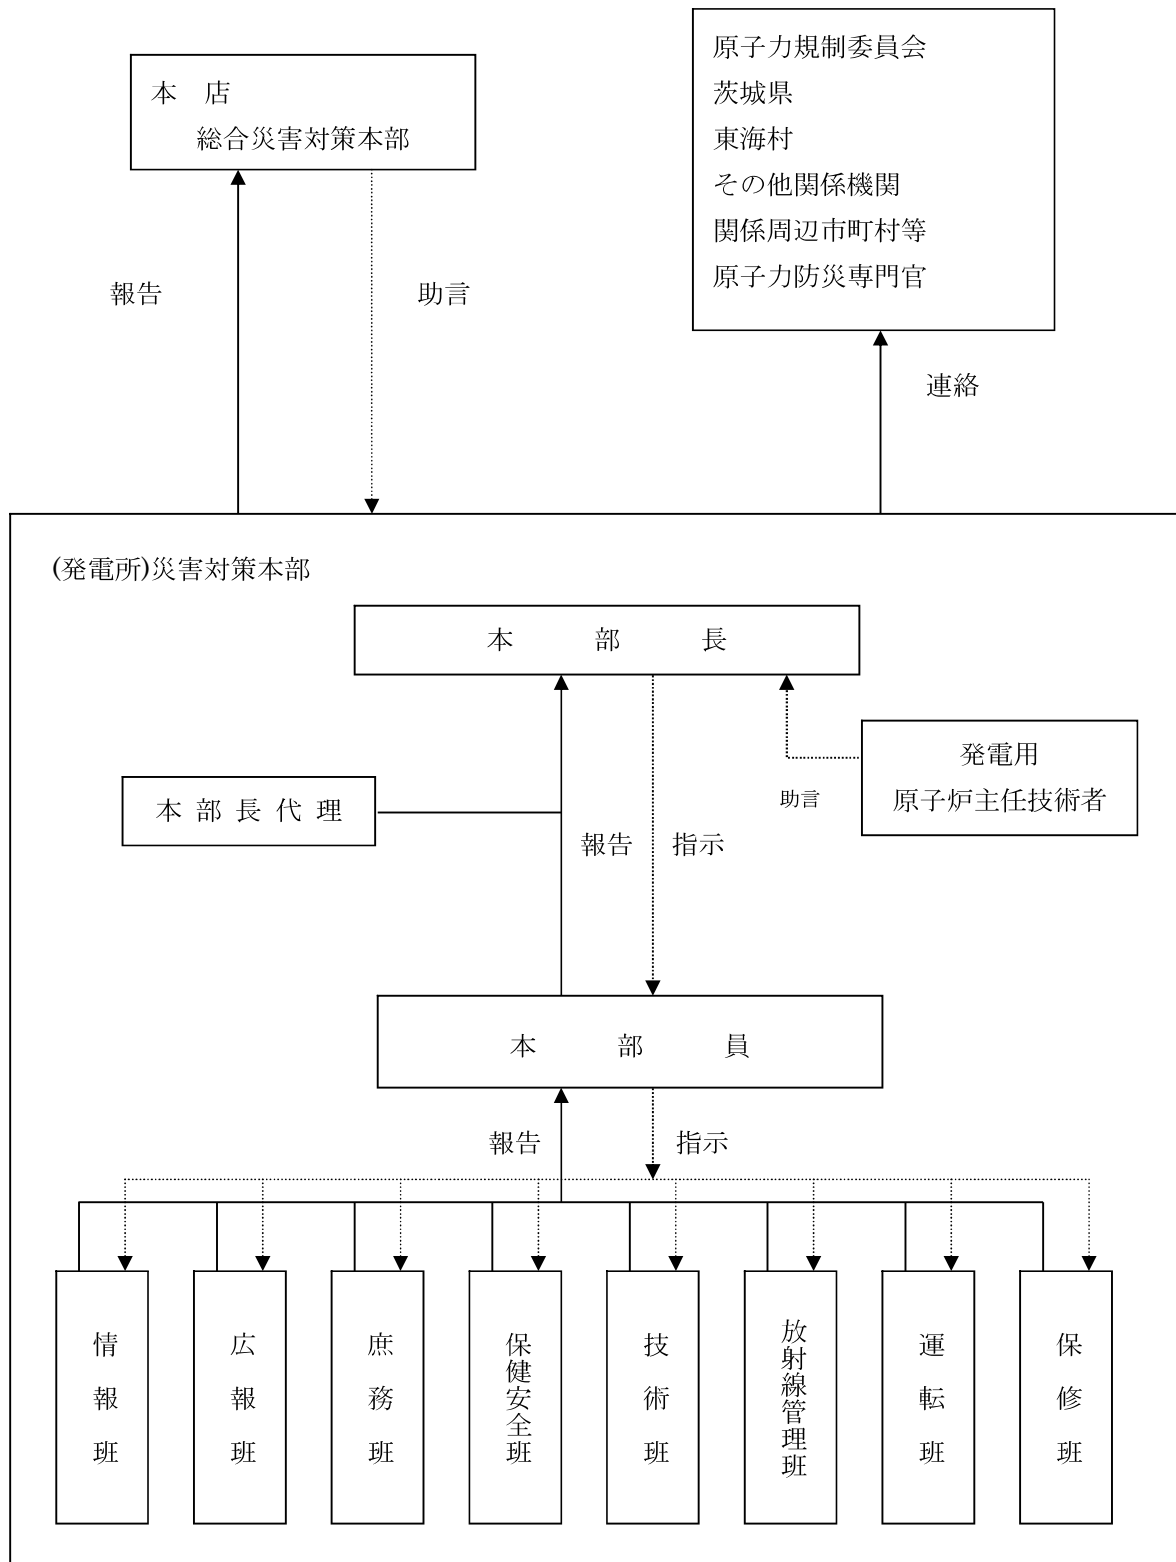 本　店
総合災害対策本部
原子力規制委員会
茨城県
東海村
その他関係機関
関係周辺市町村等
原子力防災専門官
報告
助言
連絡
(発電所)災害対策本部
本　部　長
発電用
原子炉主任技術者
助言
本部長代理
報告
指示
本　部　員
報告
指示
情報班
広報班
庶務班
保健安全班
技術班
放射線管理班
運転班
保修班